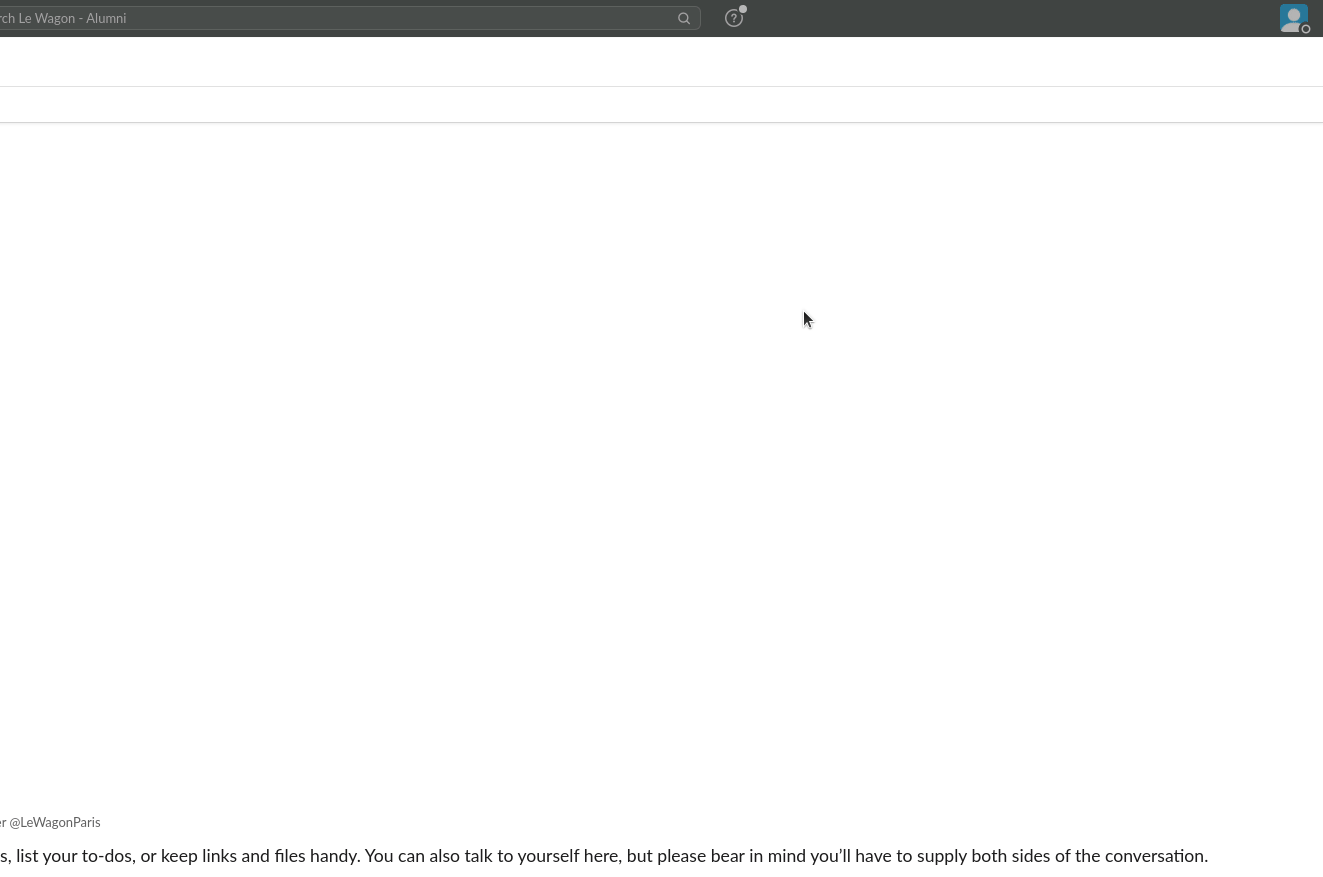 rch Le Wagon - Alumni
er @LeWagonParis
s, list your to-dos, or keep links and files handy. You can also talk to yourself here, but please bear in mind you’ll have to supply both sides of the conversation.